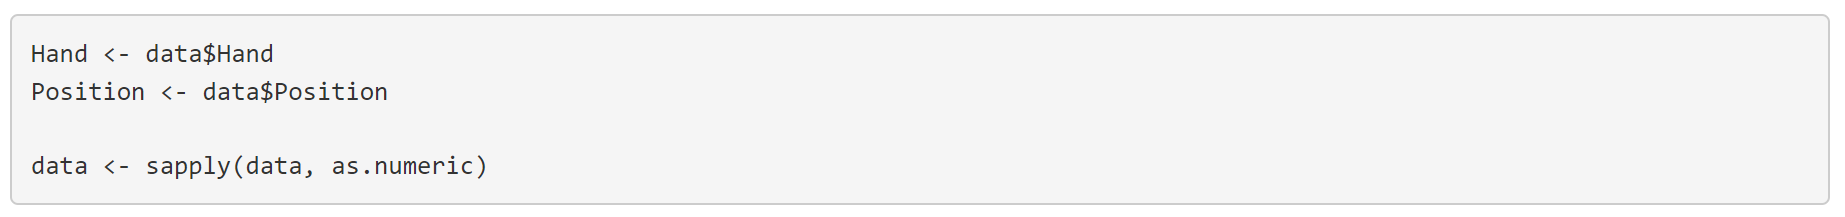 Hand <- data$Hand
Position <- data$Position
data <- sapply(data, as.numeric)